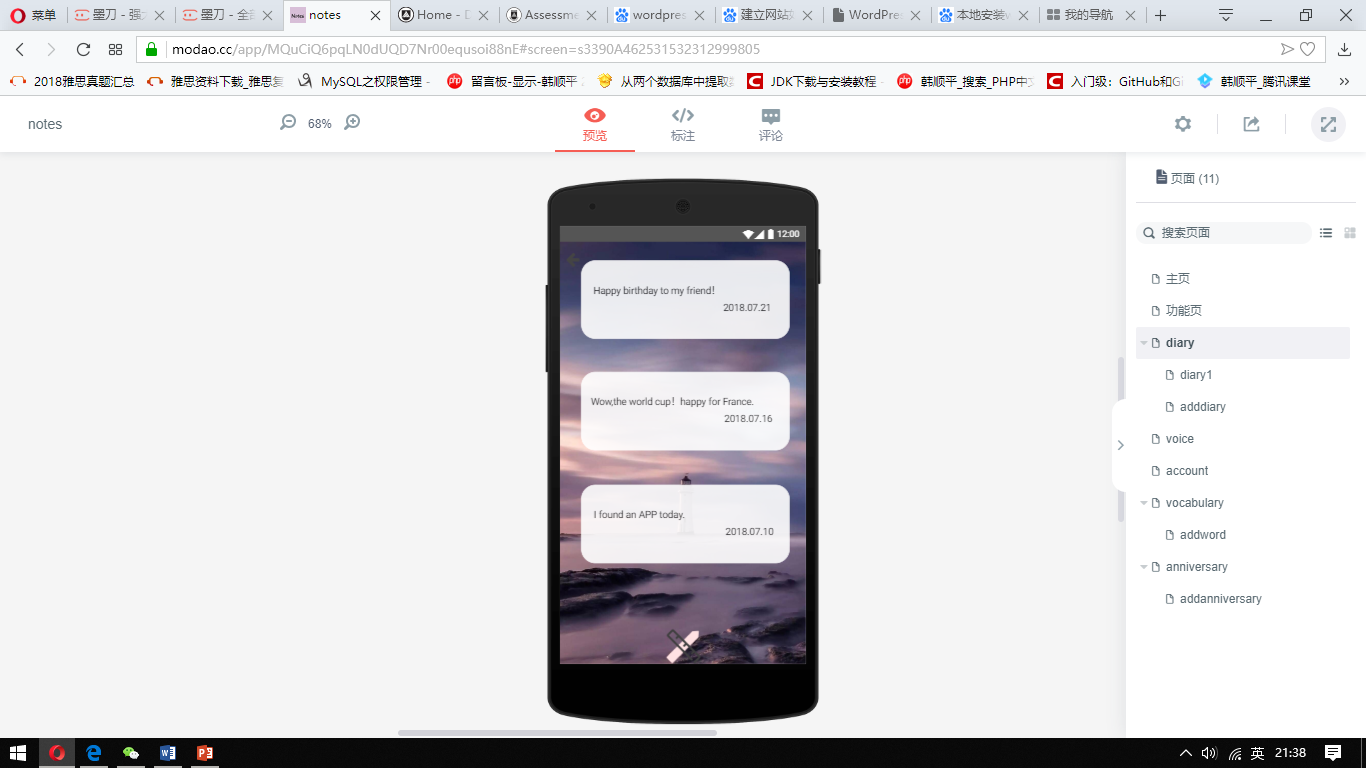 菜单
墨刀 - 强大
墨刀 - 全部
notes
Home - D
Assessme
wordpres
建立网站
WordPre
本地安装
我的导航
modao.cc/app/MQuCiQ6pqLN0dUQD7Nr00equsoi88nE#screen=s3390A462531532312999805
2018雅思真题汇总
雅思资料下载_雅思复
MySQL之权限管理 -
留言板-显示-韩顺平
从两个数据库中提取
JDK下载与安装教程 -
韩顺平_搜索_PHP中文
入门级：GitHub和Gi
韩顺平_腾讯课堂
notes
68%
预览
标注
评论
页面 (11)
搜索页面
主页
功能页
diary
diary1
adddiary
voice
account
vocabulary
addword
anniversary
addanniversary
12:00
Happy birthday to my friend！
2018.07.21
Wow,the world cup！happy for France.
2018.07.16
I found an APP today.
2018.07.10
英
21:38